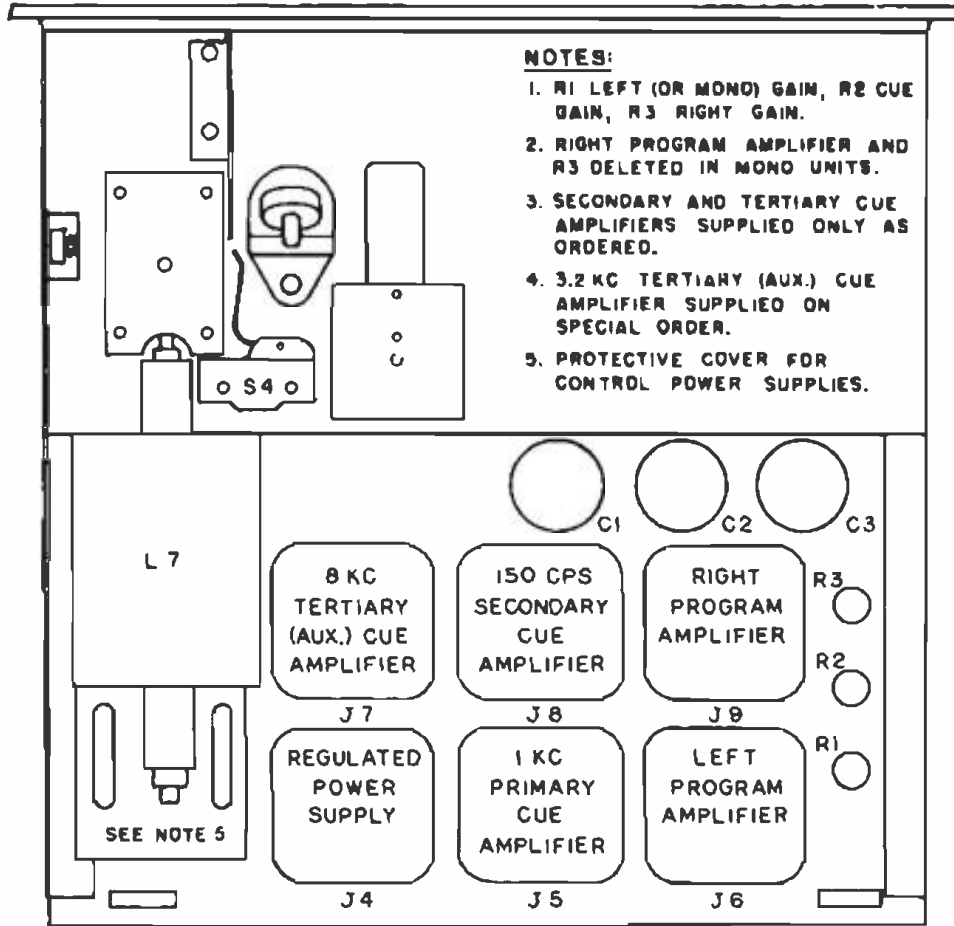 NOTES:
1. R1 LEFT (OR MONO) GAIN, R2 CUE
GAIN, R3 RIGHT GAIN.
2. RIGHT PROGRAM AMPLIFIER AND
R3 DELETED IN MONO UNITS.
3. SECONDARY AND TERTIARY CUE
AMPLIFIERS SUPPLIED ONLY AS
ORDERED.
4. 3.2 KC TERTIARY (AUX.) CUE
AMPLIFIER SUPPLIED ON
SPECIAL ORDER.
5. PROTECTIVE COVER FOR
CONTROL POWER SUPPLIES.
S4
C1
C2
C3
L7
8 KC
TERTIARY
(AUX.) CUE
AMPLIFIER
J7
150 CPS
SECONDARY
CUE
AMPLIFIER
J8
RIGHT
PROGRAM
AMPLIFIER
J9
R3
R2
R1
SEE NOTE 5
REGULATED
POWER
SUPPLY
J4
1 KC
PRIMARY
CUE
AMPLIFIER
J5
LEFT
PROGRAM
AMPLIFIER
J6